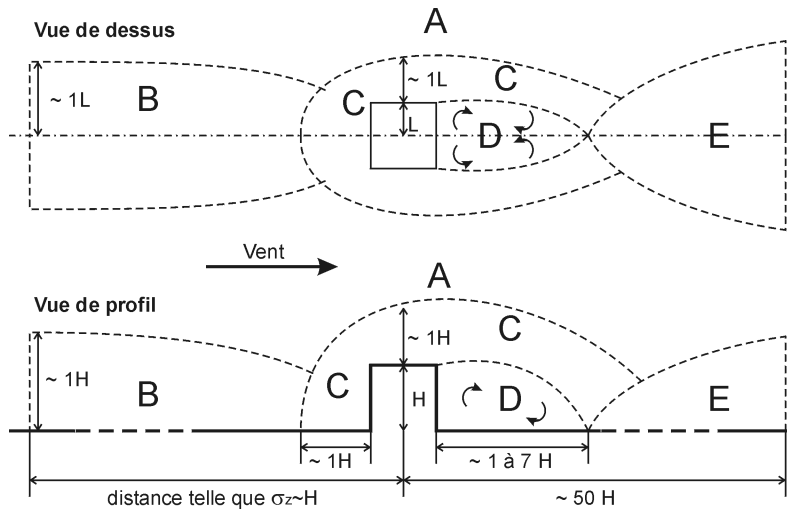 Vue de dessus
A
~ 1L
B
C
~ 1L
C
L
D
E
Vent
Vue de profil
A
~ 1H
B
C
~1H
C
H
D
E
~ 1H
~ 1 à 7 H
distance telle que σz~H
~ 50 H